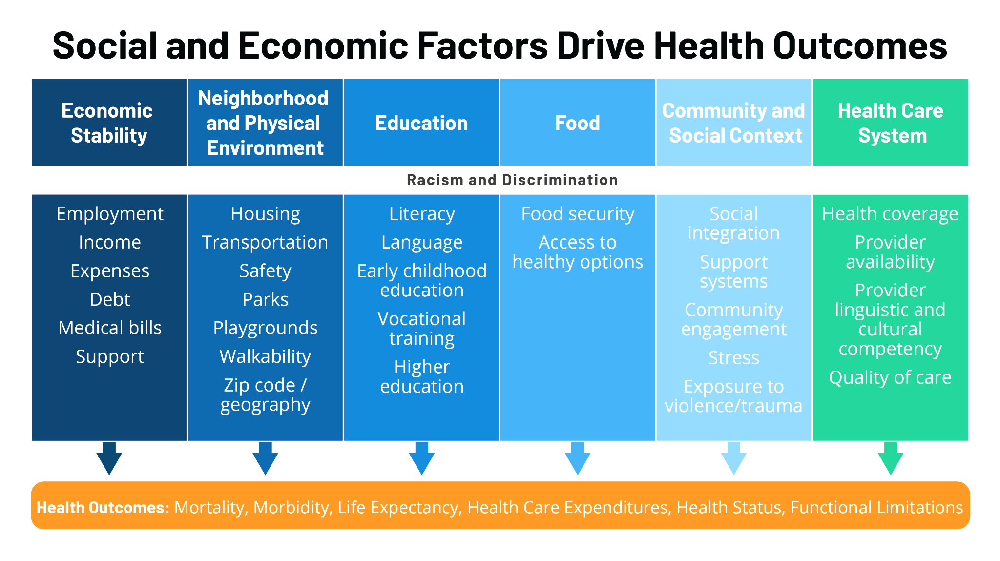 Social and Economic Factors Drive Health Outcomes
Economic
Stability
Neighborhood
and Physical
Environment
Education
Food
Community and
Social Context
Health Care
System
Racism and Discrimination
Employment
Income
Expenses
Debt
Medical bills
Support
Housing
Transportation
Safety
Parks
Playgrounds
Walkability
Zip code /
geography
Literacy
Language
Early childhood
education
Vocational
training
Higher
education
Food security
Access to
healthy options
Social
integration
Support
systems
Community
engagement
Stress
Exposure to
violence/trauma
Health coverage
Provider
availability
Provider
linguistic and
cultural
competency
Quality of care
Health Outcomes: Mortality, Morbidity, Life Expectancy, Health Care Expenditures, Health Status, Functional Limitations